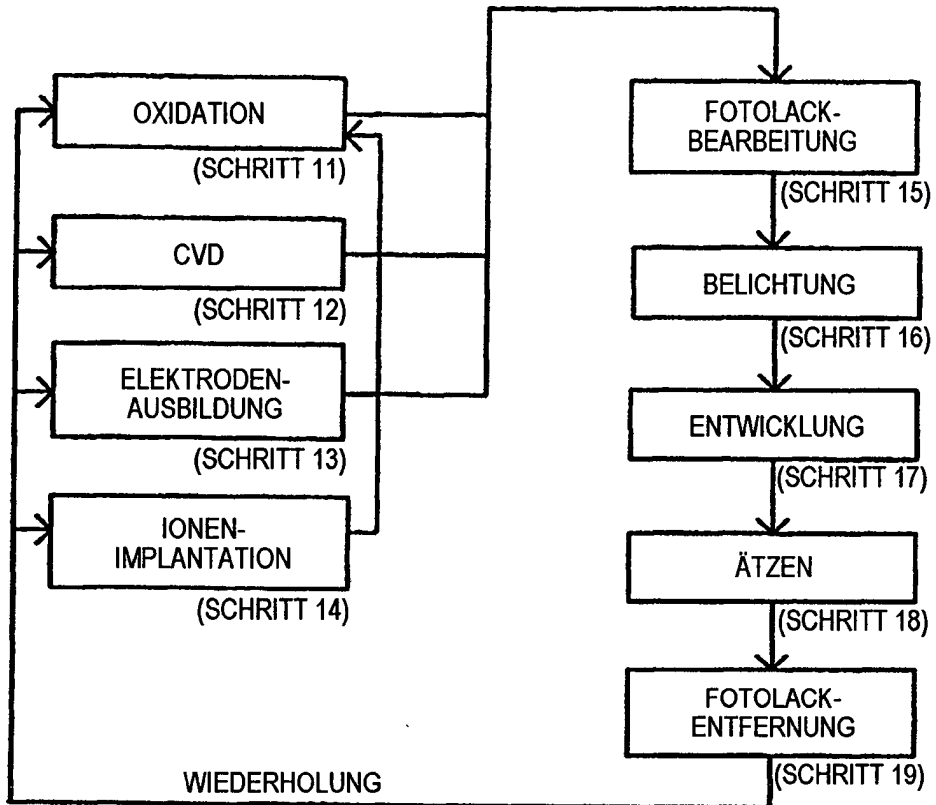 OXIDATION
(SCHRITT 11)
CVD
(SCHRITT 12)
ELEKTRODEN-
AUSBILDUNG
(SCHRITT 13)
IONEN-
IMPLANTATION
(SCHRITT 14)
FOTOLACK-
BEARBEITUNG
(SCHRITT 15)
BELICHTUNG
(SCHRITT 16)
ENTWICKLUNG
(SCHRITT 17)
ÄTZEN
(SCHRITT 18)
FOTOLACK-
ENTFERNUNG
(SCHRITT 19)
WIEDERHOLUNG